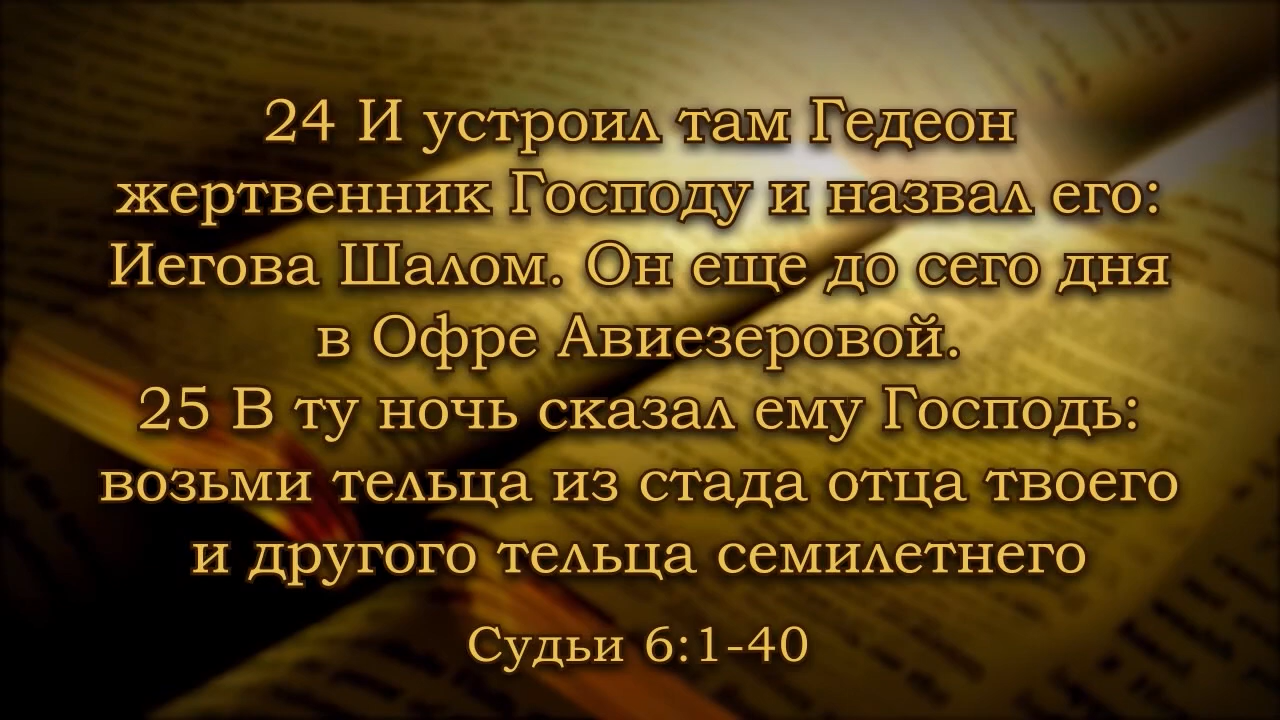 24 И устроил там Гедеон
жертвенник Господу и назвал его:
Иегова Шалом. Он еще до сего дня
в Офре Авиезеровой.
25 В ту ночь сказал ему Господь:
возьми тельца из стада отца твоего
и другого тельца семилетнего
Судьи 6:1-40